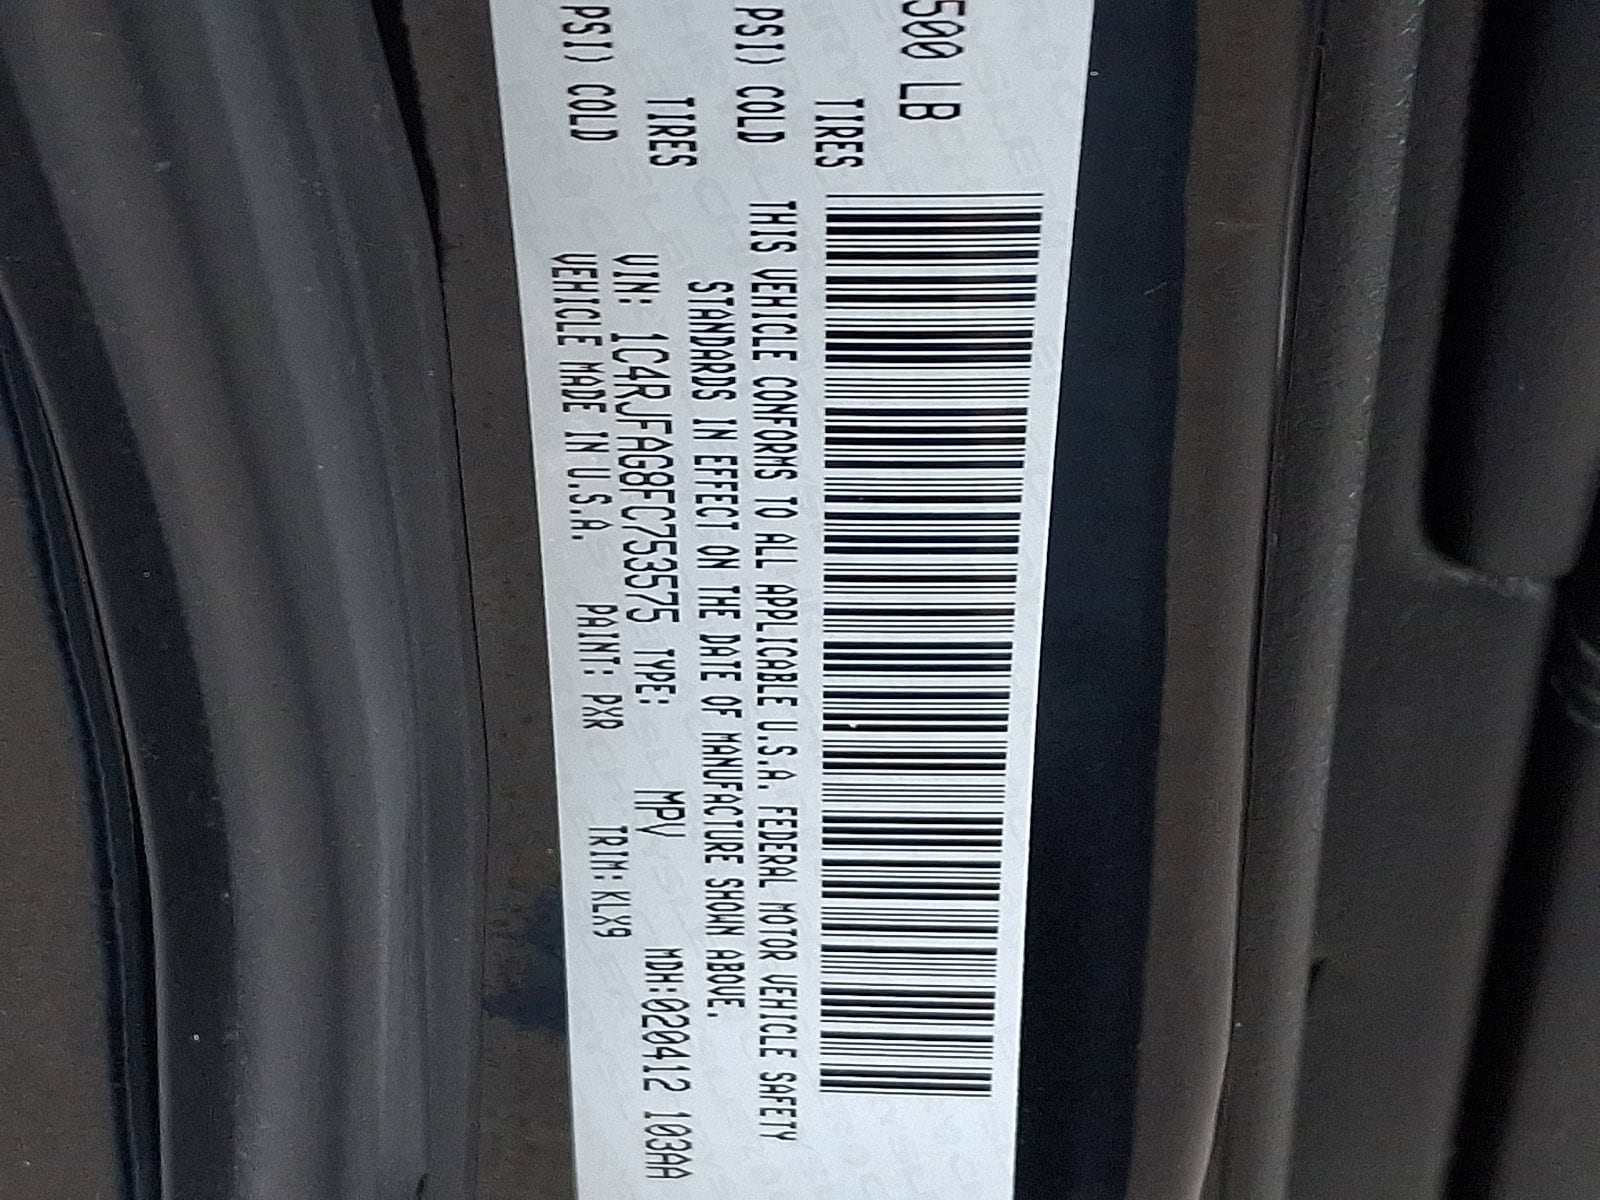 500 LB
TIRES
PSI) COLD
TIRES
PSI) COLD
THIS VEHICLE CONFORMS TO ALL APPLICABLE U.S.A. FEDERAL MOTOR VEHICLE SAFETY
STANDARDS IN EFFECT ON THE DATE OF MANUFACTURE SHOWN ABOVE.
VIN: 1C4RJFAG8FC753575 TYPE: MPV MDH:020412 103AA
VEHICLE MADE IN U.S.A. PAINT: PXR TRIM: KLX9